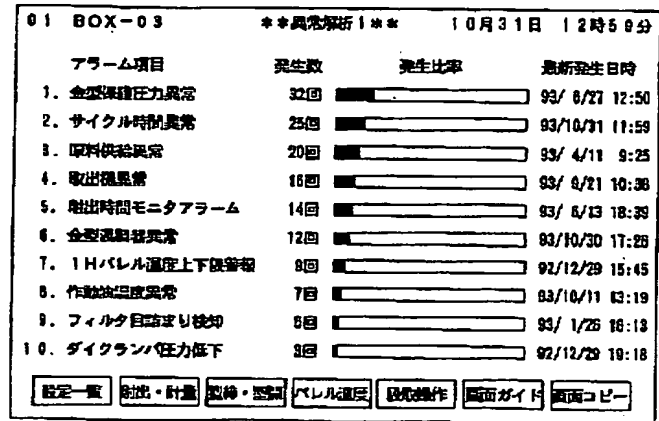 01 BOX-03 **異常解析1** 10月31日 12時59分
アラーム項目 発生数 発生比率 最新発生日時
1. 金型保護圧力異常 32回 93/ 6/27 12:50
2. サイクル時間異常 25回 93/10/31 11:59
3. 原料供給異常 20回 93/ 4/11 9:25
4. 取出機異常 16回 93/ 9/21 10:38
5. 射出時間モニタアラーム 14回 93/ 6/13 18:39
6. 金型温調器異常 12回 93/10/30 17:26
7. 1Hバレル温度上下限警報 9回 92/12/29 15:45
8. 作動油温度異常 7回 93/10/11 13:19
9. フィルタ目詰まり検知 6回 93/ 1/26 16:13
10. ダイクランパ圧力低下 3回 92/12/29 19:18
設定一覧 射出・計量 型締・型開 バレル温度 段取操作 画面ガイド 画面コピー